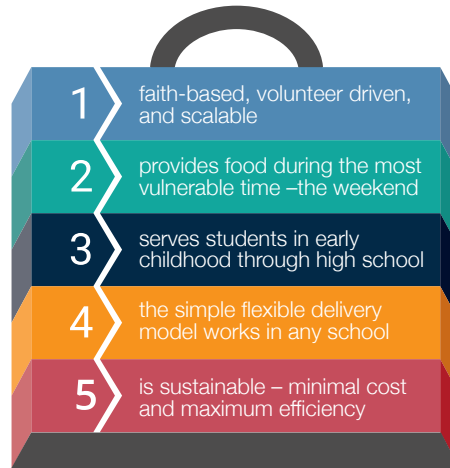 1
faith-based, volunteer driven,
and scalable
2
provides food during the most
vulnerable time –the weekend
3
serves students in early
childhood through high school
4
the simple flexible delivery
model works in any school
5
is sustainable – minimal cost
and maximum efficiency